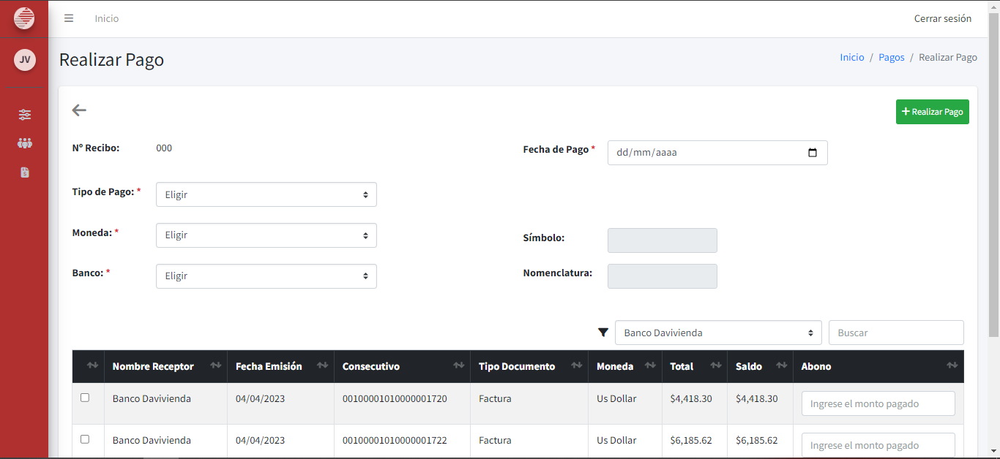 Inicio
Cerrar sesión
JV
Realizar Pago
Inicio / Pagos / Realizar Pago
+ Realizar Pago
Nº Recibo: 000
Fecha de Pago * dd/mm/aaaa
Tipo de Pago: * Eligir
Moneda: * Eligir
Símbolo:
Banco: * Eligir
Nomenclatura:
Banco Davivienda Buscar
Nombre Receptor Fecha Emisión Consecutivo Tipo Documento Moneda Total Saldo Abono
Banco Davivienda 04/04/2023 00100001010000001720 Factura Us Dollar $4,418.30 $4,418.30 Ingrese el monto pagado
Banco Davivienda 04/04/2023 00100001010000001722 Factura Us Dollar $6,185.62 $6,185.62 Ingrese el monto pagado